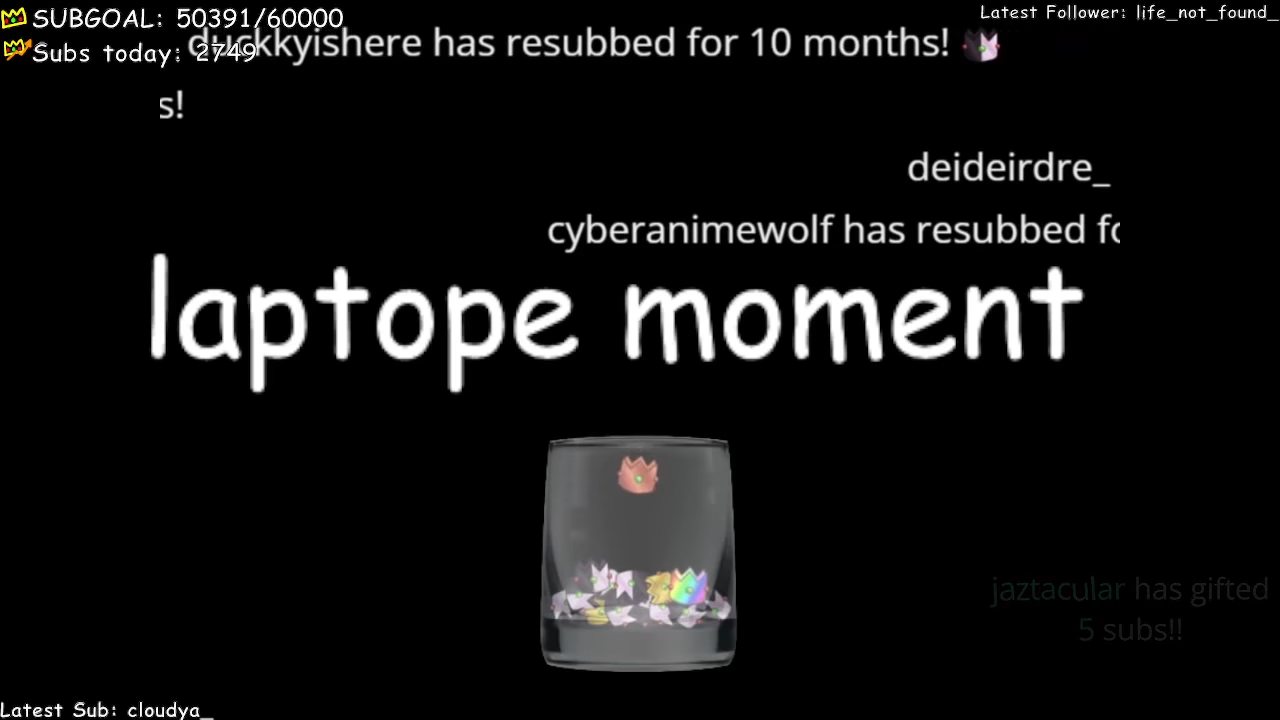 SUBGOAL: 50391/60000
Latest Follower: life_not_found_
duckkyishere has resubbed for 10 months!
Subs today: 2749
s!
deideirdre_
cyberanimewolf has resubbed fo
laptope moment
jaztacular has gifted
5 subs!!
Latest Sub: cloudya_